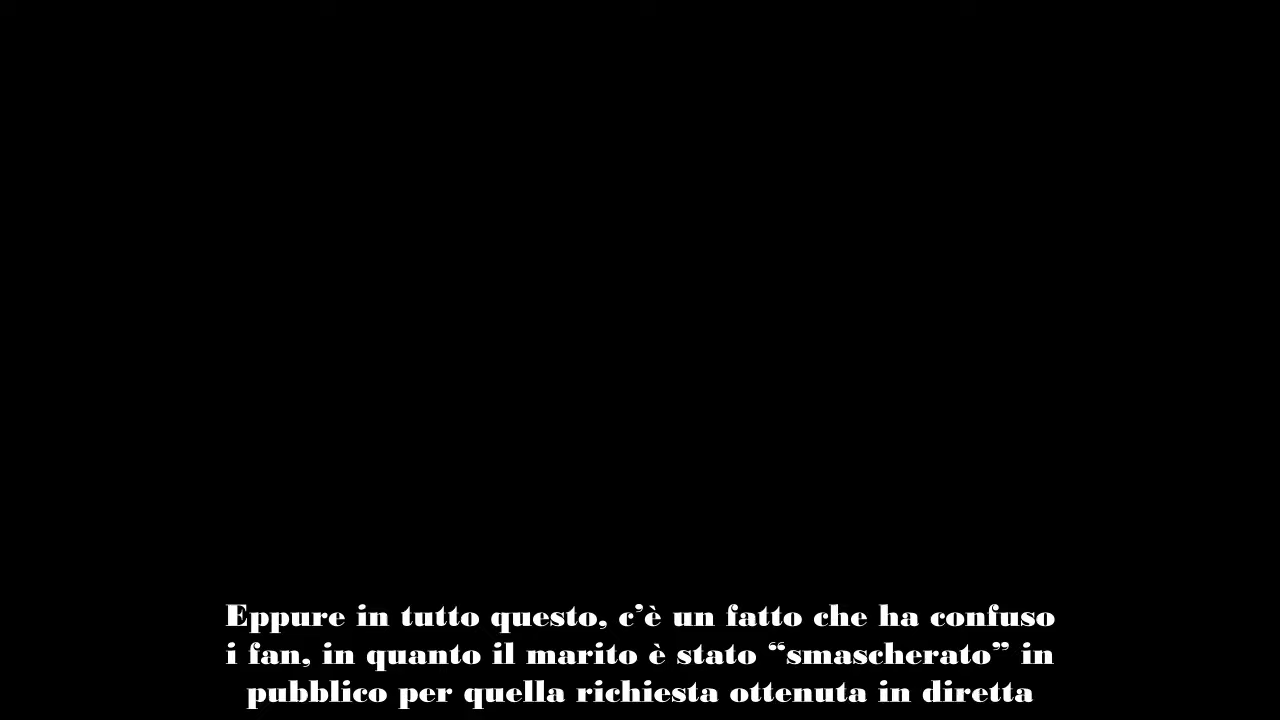 Eppure in tutto questo, c’è un fatto che ha confuso
i fan, in quanto il marito è stato “smascherato” in
pubblico per quella richiesta ottenuta in diretta